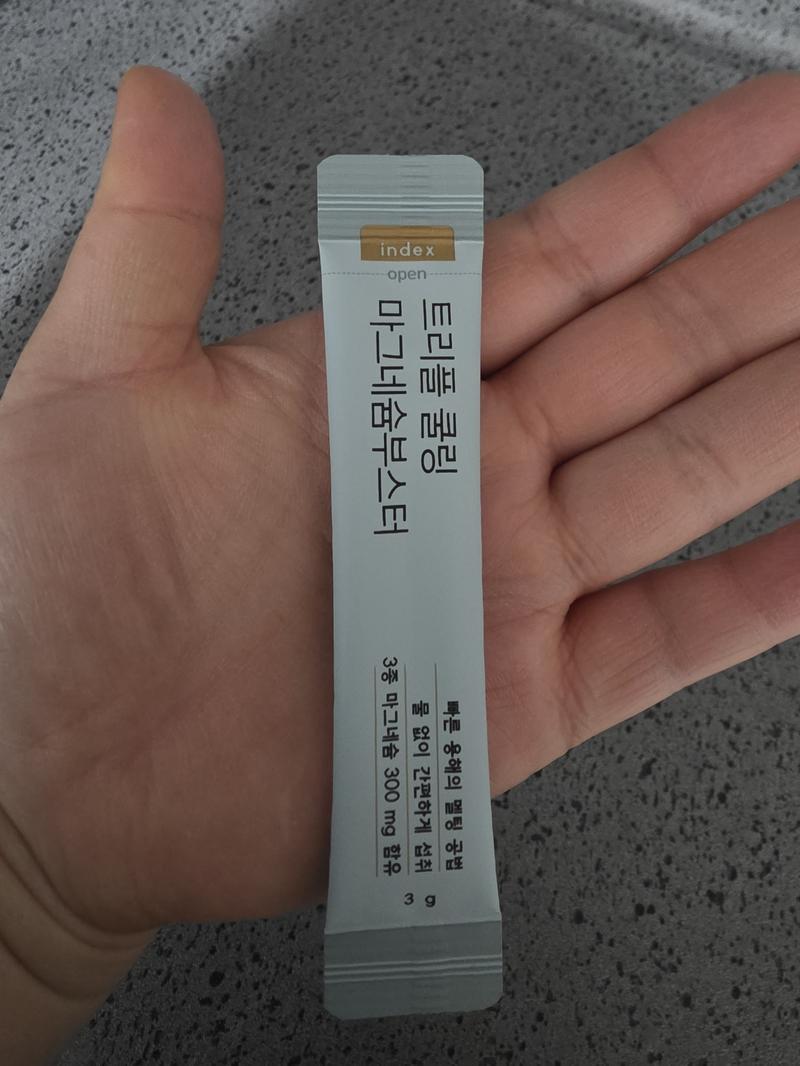 index
open
트리플 쿨링
마그네슘부스터
빠른 용해의 멜팅 공법
물 없이 간편하게 섭취
3종 마그네슘 300 mg 함유
3 g